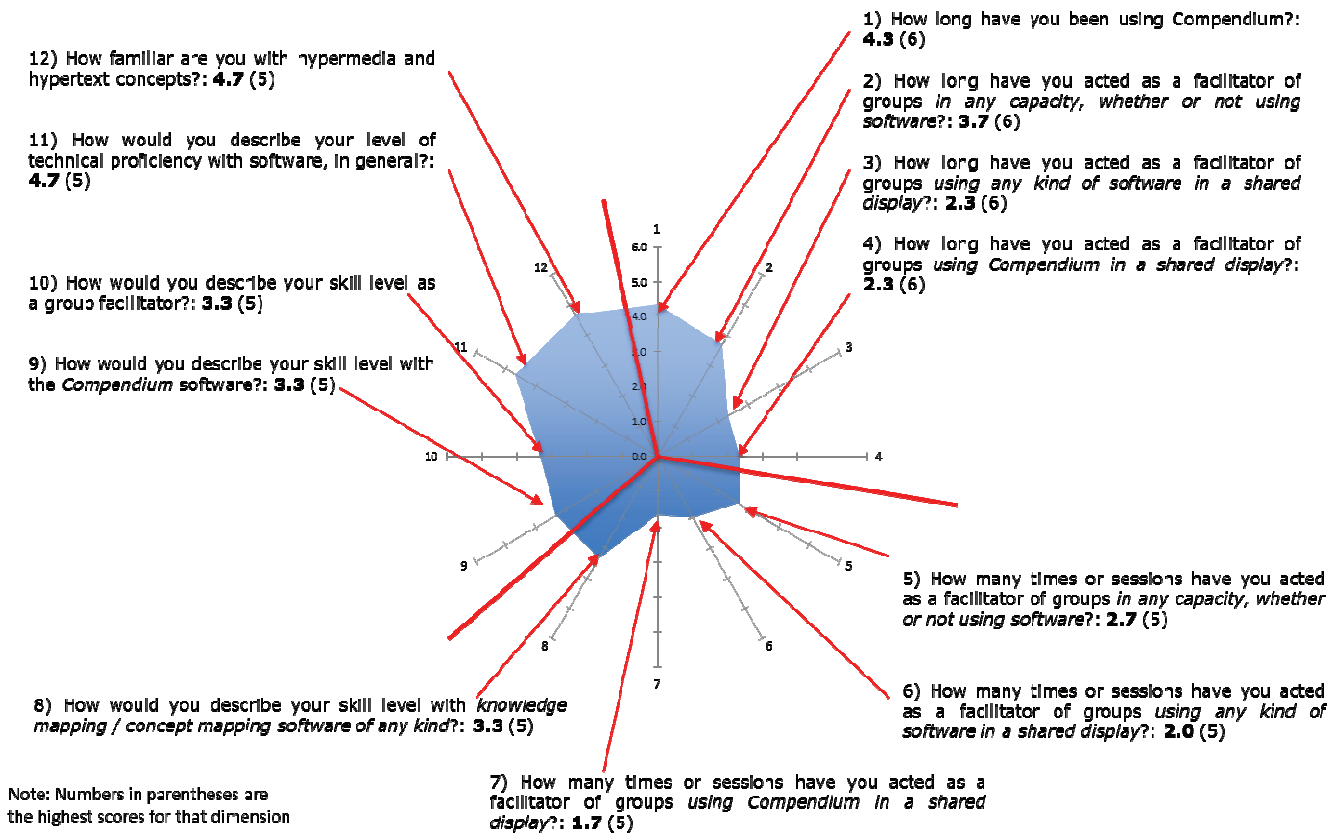 12) How familiar are you with hypermedia and
hypertext concepts?: 4.7 (5)
11) How would you describe your level of
technical proficiency with software, in general?:
4.7 (5)
10) How would you describe your skill level as
a group facilitator?: 3.3 (5)
9) How would you describe your skill level with
the Compendium software?: 3.3 (5)
8) How would you describe your skill level with knowledge
mapping / concept mapping software of any kind?: 3.3 (5)
Note: Numbers in parentheses are
the highest scores for that dimension
1) How long have you been using Compendium?:
4.3 (6)
2) How long have you acted as a facilitator of
groups in any capacity, whether or not using
software?: 3.7 (6)
3) How long have you acted as a facilitator of
groups using any kind of software in a shared
display?: 2.3 (6)
4) How long have you acted as a facilitator of
groups using Compendium in a shared display?:
2.3 (6)
5) How many times or sessions have you acted
as a facilitator of groups in any capacity, whether
or not using software?: 2.7 (5)
6) How many times or sessions have you acted
as a facilitator of groups using any kind of
software in a shared display?: 2.0 (5)
7) How many times or sessions have you acted as a
facilitator of groups using Compendium in a shared
display?: 1.7 (5)
1
2
3
4
5
6
7
8
9
10
11
12
6.0
5.0
4.0
3.0
2.0
1.0
0.0